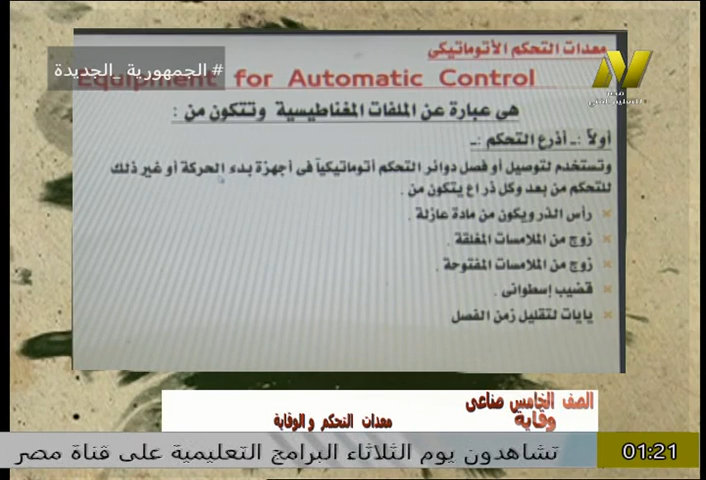 معدات التحكم الأتوماتيكي
#الجمهورية_الجديدة
Equipment for Automatic Control
مصر
هى عبارة عن الملفات المغناطيسية وتتكون من :
أولاً :ـ أذرع التحكم :ـ
وتستخدم لتوصيل أو فصل دوائر التحكم أتوماتيكياً فى أجهزة بدء الحركة أو غير ذلك
للتحكم من بعد وكل ذراع يتكون من .
رأس الذر ويكون من مادة عازلة .
زوج من الملامسات المغلقة .
زوج من الملامسات المفتوحة .
قضيب إسطوانى .
يايات لتقليل زمن الفصل
الصف الخامس صناعى
وقاية
معدات التحكم والوقاية
تشاهدون يوم الثلاثاء البرامج التعليمية على قناة مصر
01:21